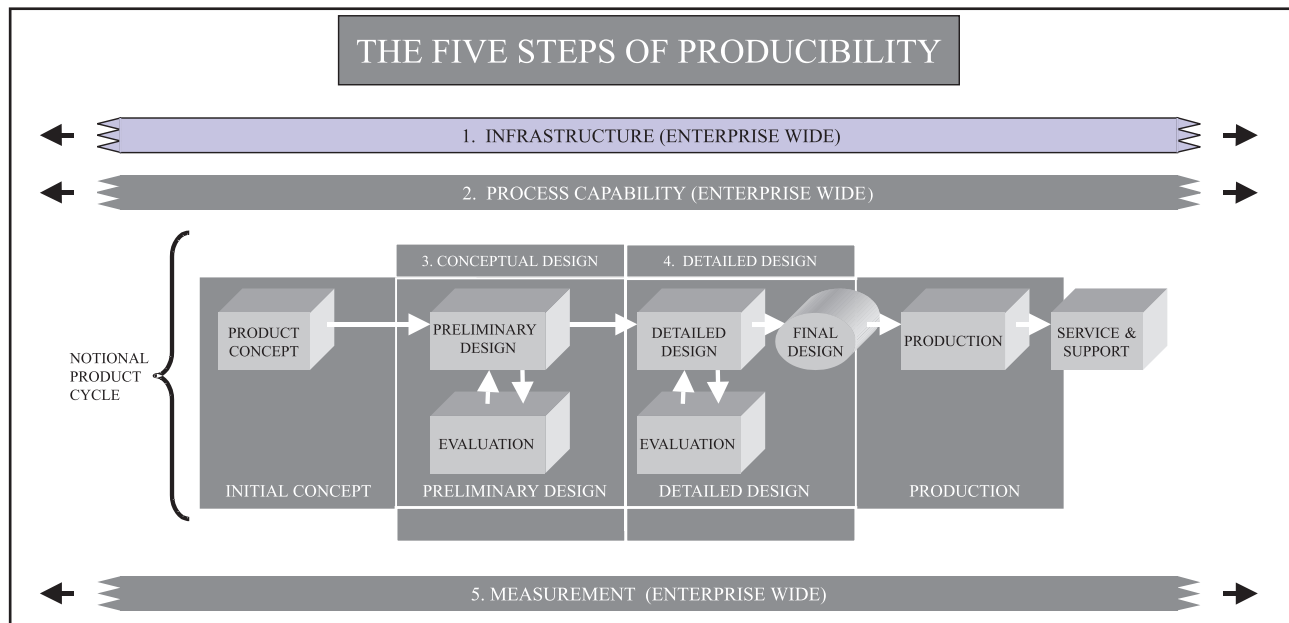 THE FIVE STEPS OF PRODUCIBILITY
1. INFRASTRUCTURE (ENTERPRISE WIDE)
2. PROCESS CAPABILITY (ENTERPRISE WIDE)
3. CONCEPTUAL DESIGN
4. DETAILED DESIGN
NOTIONAL
PRODUCT
CYCLE
PRODUCT
CONCEPT
PRELIMINARY
DESIGN
DETAILED
DESIGN
FINAL
DESIGN
PRODUCTION
SERVICE &
SUPPORT
EVALUATION
EVALUATION
INITIAL CONCEPT
PRELIMINARY DESIGN
DETAILED DESIGN
PRODUCTION
5. MEASUREMENT (ENTERPRISE WIDE)